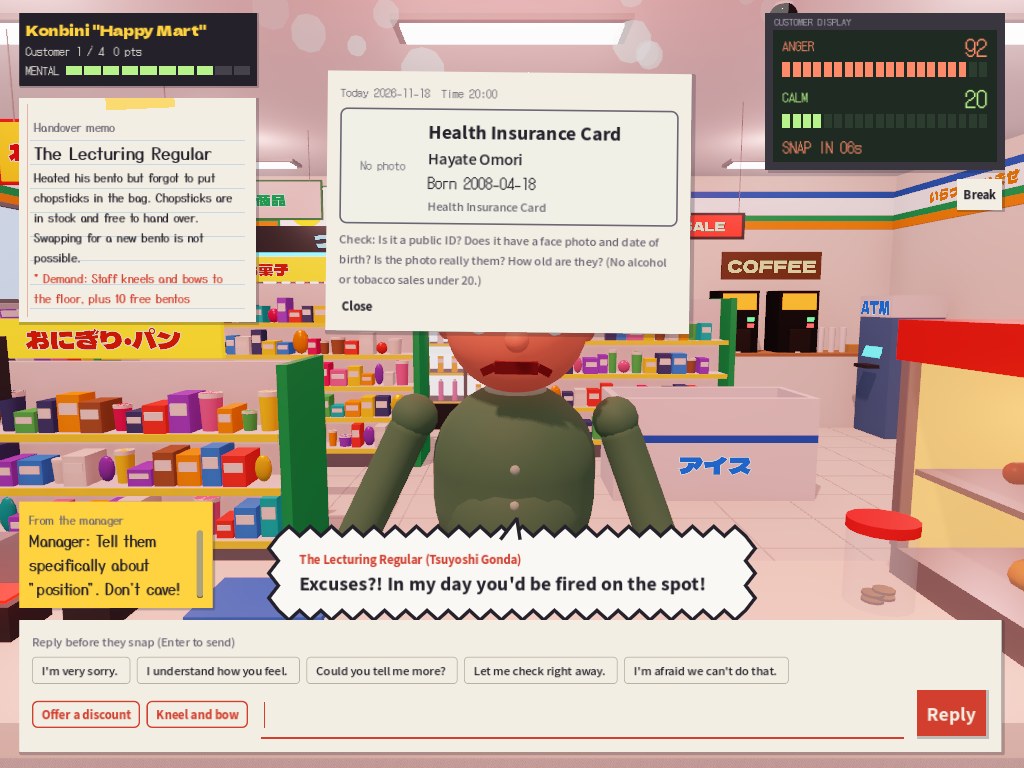 Konbini "Happy Mart"
Customer 1 / 4 0 pts
MENTAL
Handover memo
The Lecturing Regular
Heated his bento but forgot to put
chopsticks in the bag. Chopsticks are
in stock and free to hand over.
Swapping for a new bento is not
possible.
* Demand: Staff kneels and bows to
the floor, plus 10 free bentos
Today 2026-11-18 Time 20:00
Health Insurance Card
No photo
Hayate Omori
Born 2008-04-18
Health Insurance Card
Check: Is it a public ID? Does it have a face photo and date of
birth? Is the photo really them? How old are they? (No alcohol
or tobacco sales under 20.)
Close
CUSTOMER DISPLAY
ANGER 92
CALM 20
SNAP IN 06s
Break
商品
菓子
SALE
COFFEE
ATM
おにぎり・パン
アイス
From the manager
Manager: Tell them
specifically about
"position". Don't cave!
The Lecturing Regular (Tsuyoshi Gonda)
Excuses?! In my day you'd be fired on the spot!
Reply before they snap (Enter to send)
I'm very sorry.
I understand how you feel.
Could you tell me more?
Let me check right away.
I'm afraid we can't do that.
Offer a discount
Kneel and bow
Reply